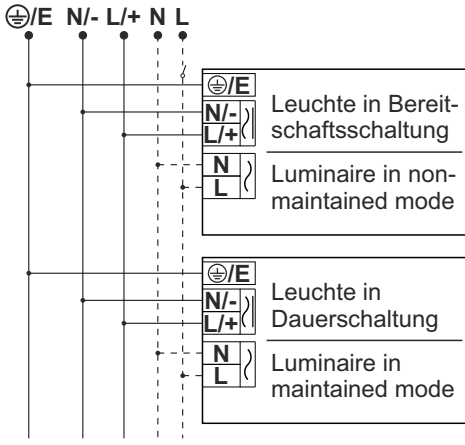 ⏚/E N/- L/+ N L
⏚/E
N/-
L/+
N
L
Leuchte in Bereit-
schaftsschaltung
Luminaire in non-
maintained mode
⏚/E
N/-
L/+
N
L
Leuchte in
Dauerschaltung
Luminaire in
maintained mode